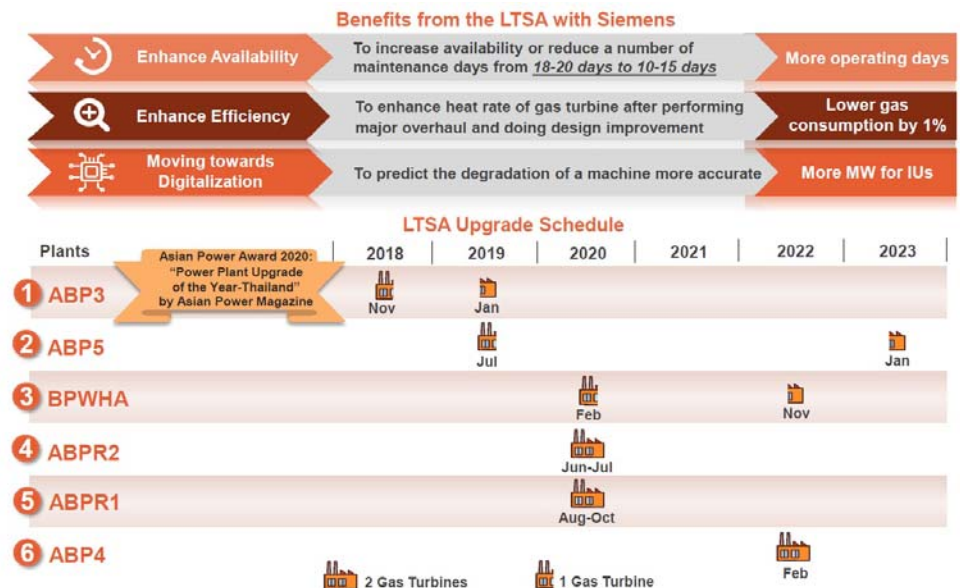 Benefits from the LTSA with Siemens
Enhance Availability
To increase availability or reduce a number of
maintenance days from 18-20 days to 10-15 days
More operating days
Enhance Efficiency
To enhance heat rate of gas turbine after performing
major overhaul and doing design improvement
Lower gas
consumption by 1%
Moving towards
Digitalization
To predict the degradation of a machine more accurate
More MW for IUs
LTSA Upgrade Schedule
Plants
2018
2019
2020
2021
2022
2023
Asian Power Award 2020:
“Power Plant Upgrade
of the Year-Thailand”
by Asian Power Magazine
1 ABP3
Nov
Jan
2 ABP5
Jul
Jan
3 BPWHA
Feb
Nov
4 ABPR2
Jun-Jul
5 ABPR1
Aug-Oct
6 ABP4
Feb
2 Gas Turbines
1 Gas Turbine